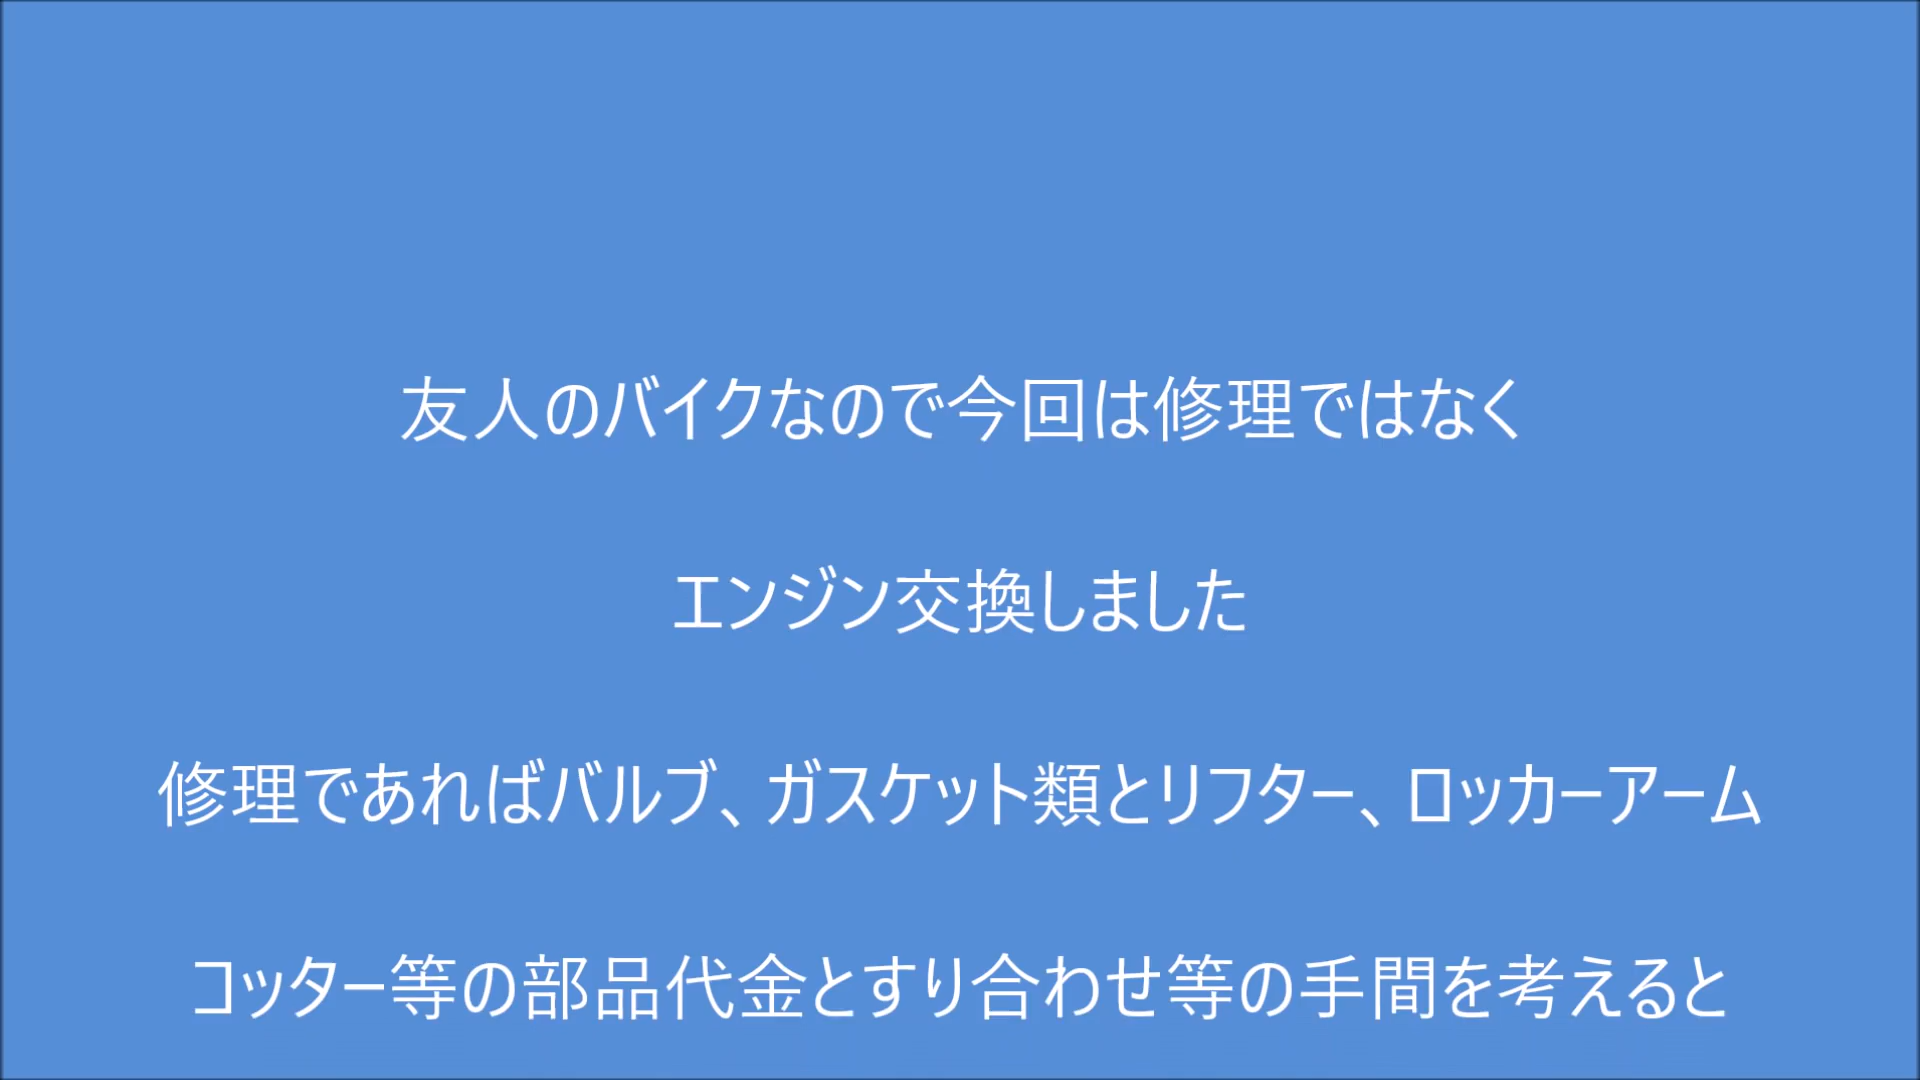 友人のバイクなので今回は修理ではなく
エンジン交換しました
修理であればバルブ、ガスケット類とリフター、ロッカーアーム
コッター等の部品代金とすり合わせ等の手間を考えると